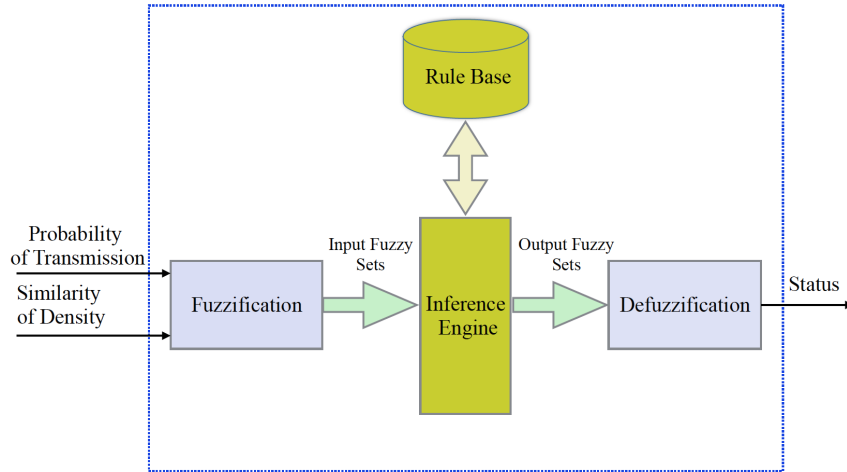 Rule Base
Probability
of Transmission
Similarity
of Density
Fuzzification
Input Fuzzy
Sets
Inference
Engine
Output Fuzzy
Sets
Defuzzification
Status